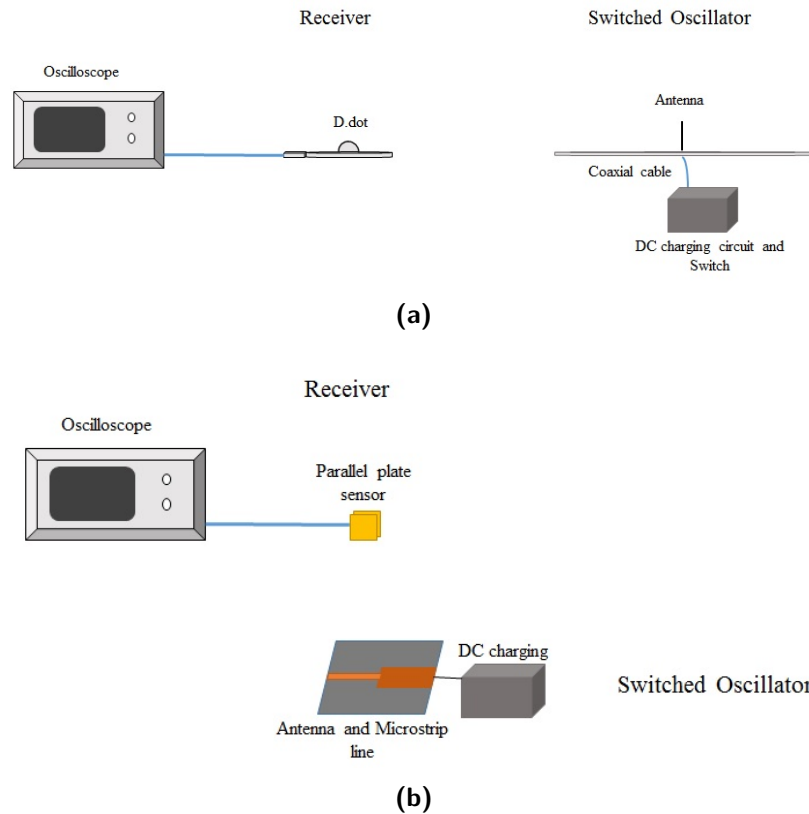 Receiver
Switched Oscillator
Oscilloscope
D.dot
Antenna
Coaxial cable
DC charging circuit and
Switch
(a)
Receiver
Oscilloscope
Parallel plate
sensor
DC charging
Switched Oscillator
Antenna and Microstrip
line
(b)